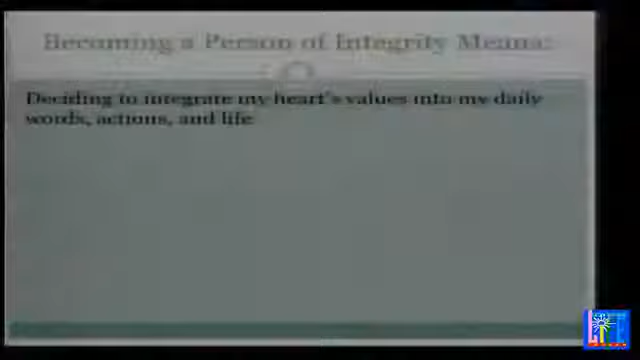 Becoming a Person of Integrity Means:
Deciding to integrate my heart's values into my daily
words, actions, and life